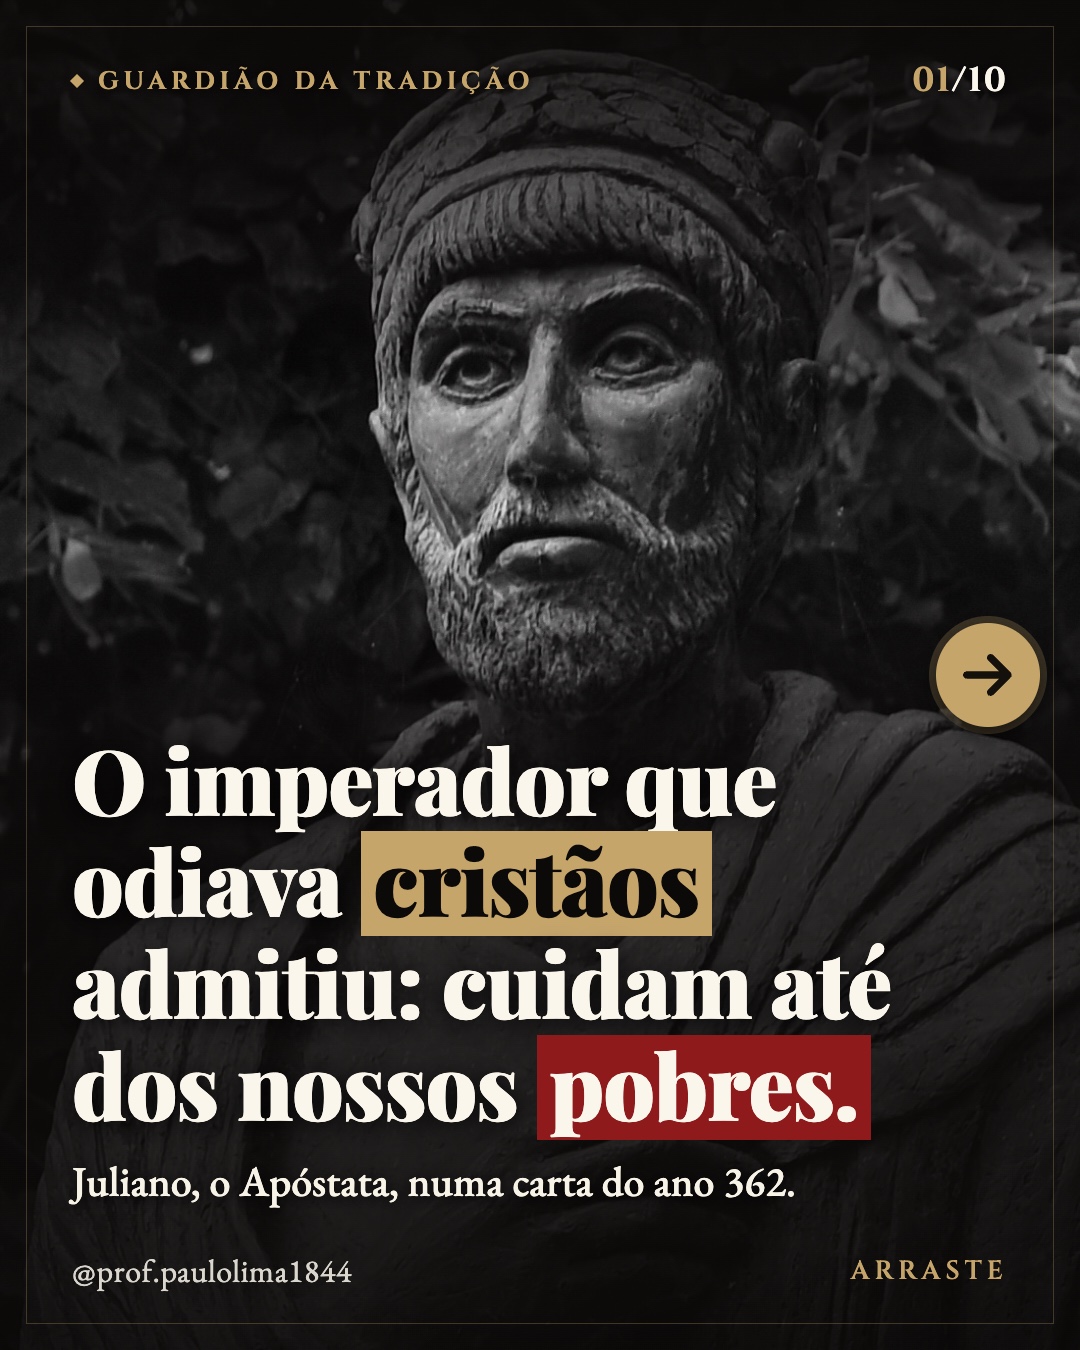 GUARDIÃO DA TRADIÇÃO
01/10
O imperador que
odiava cristãos
admitiu: cuidam até
dos nossos pobres.
Juliano, o Apóstata, numa carta do ano 362.
@prof.paulolima1844
ARRASTE